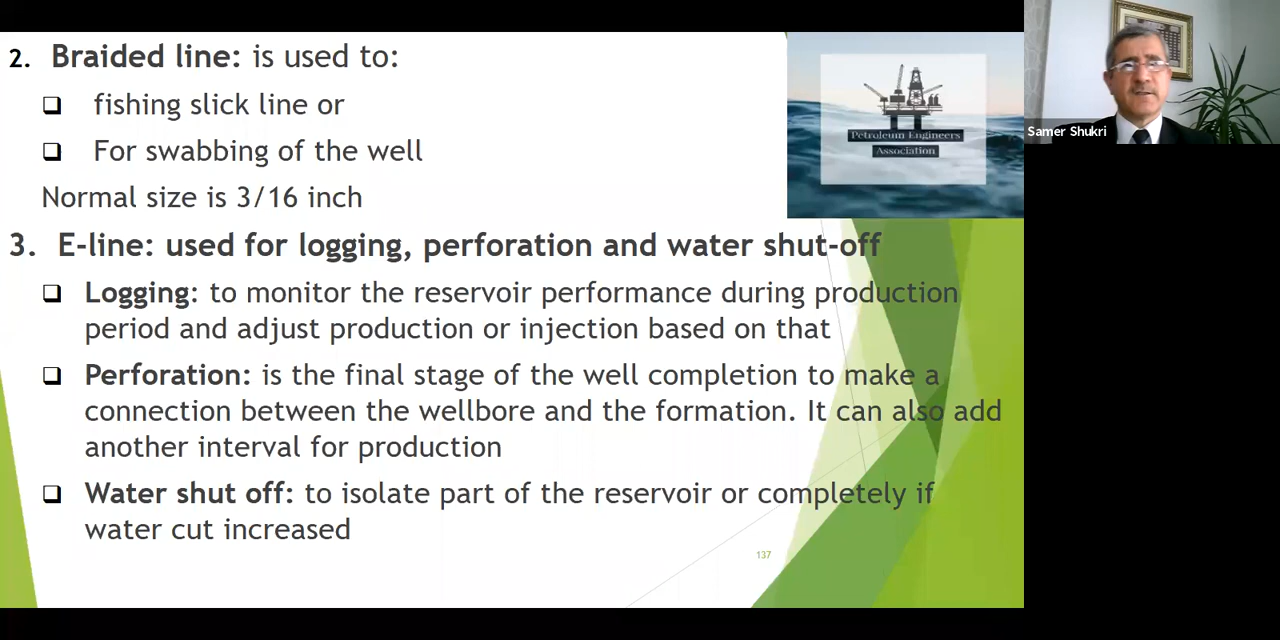 2. Braided line: is used to:
❑ fishing slick line or
❑ For swabbing of the well
Normal size is 3/16 inch
3. E-line: used for logging, perforation and water shut-off
❑ Logging: to monitor the reservoir performance during production
period and adjust production or injection based on that
❑ Perforation: is the final stage of the well completion to make a
connection between the wellbore and the formation. It can also add
another interval for production
❑ Water shut off: to isolate part of the reservoir or completely if
water cut increased
137
Petroleum Engineers
Association
Samer Shukri